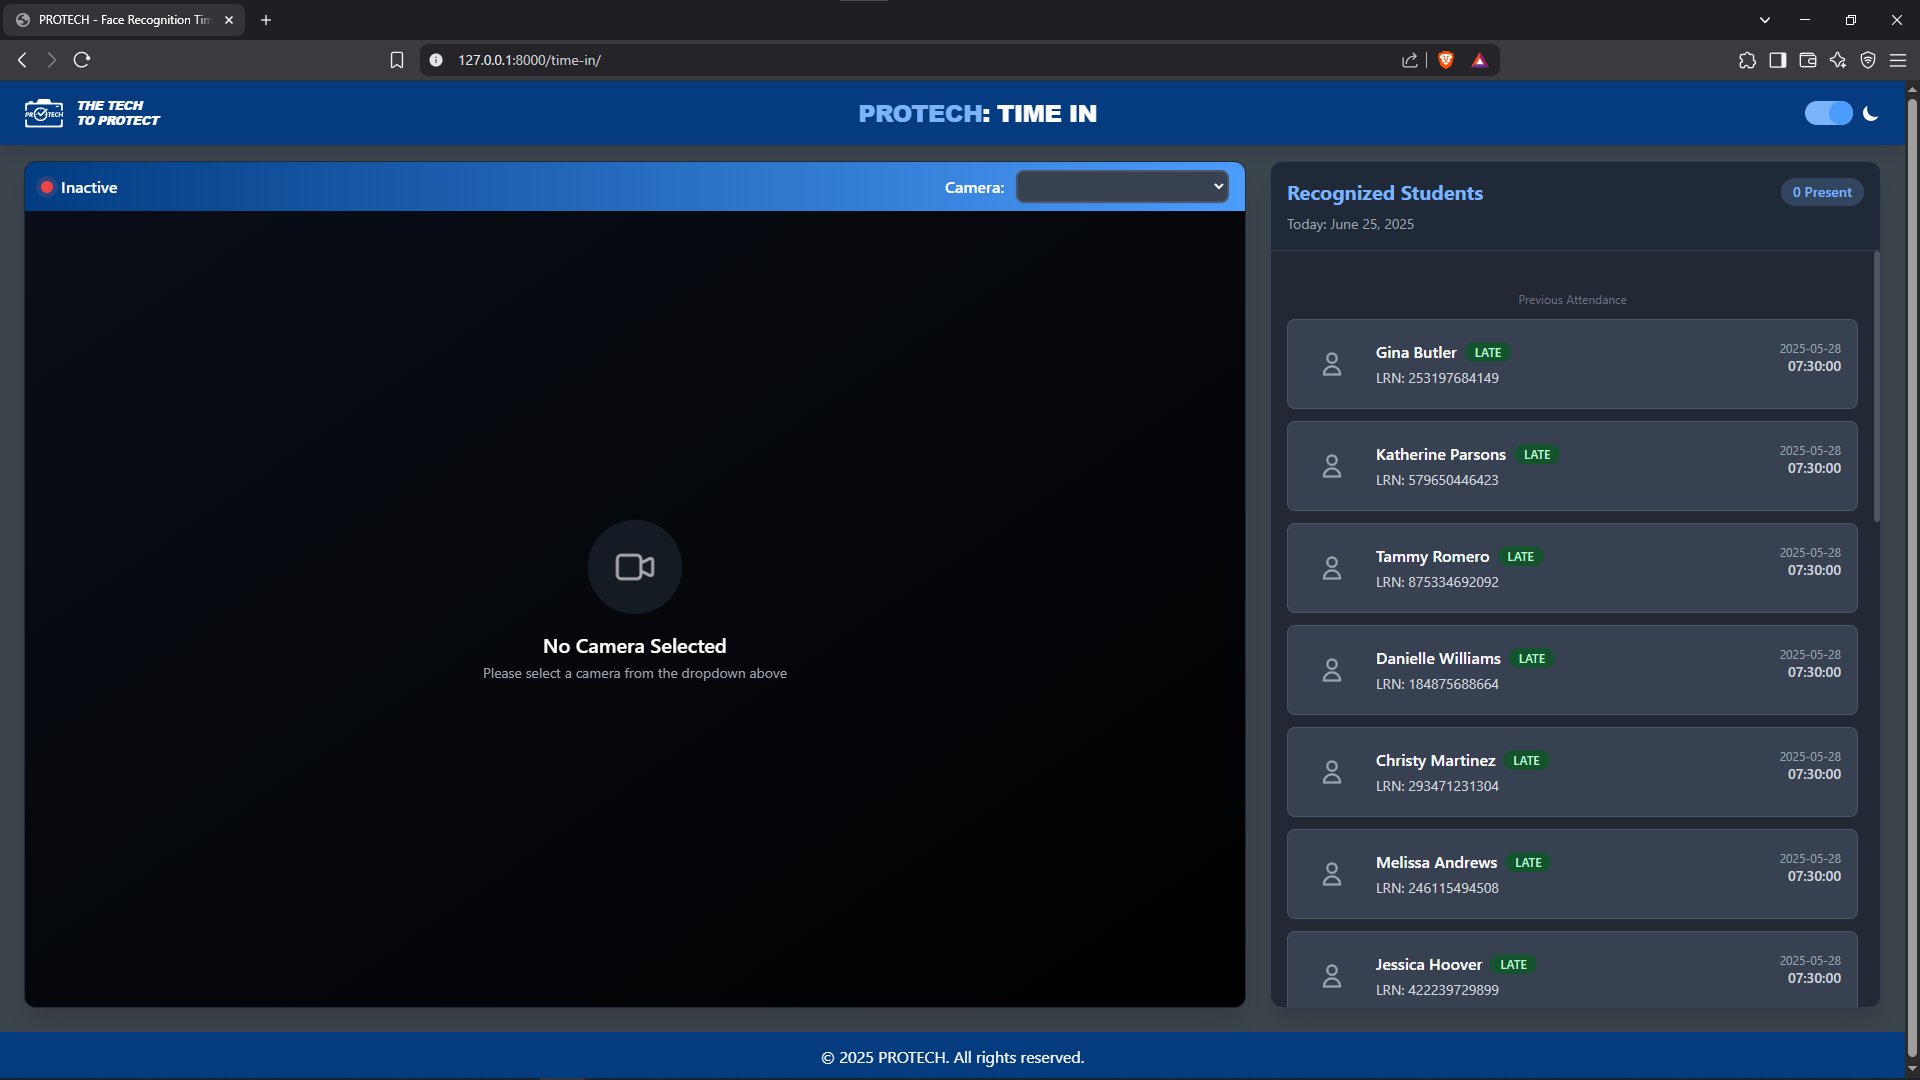 PROTECH - Face Recognition Tim
127.0.0.1:8000/time-in/
PROTECH
THE TECH
TO PROTECT
PROTECH: TIME IN
Inactive
Camera:
No Camera Selected
Please select a camera from the dropdown above
Recognized Students
0 Present
Today: June 25, 2025
Previous Attendance
Gina Butler LATE
2025-05-28
LRN: 253197684149
07:30:00
Katherine Parsons LATE
2025-05-28
LRN: 579650446423
07:30:00
Tammy Romero LATE
2025-05-28
LRN: 875334692092
07:30:00
Danielle Williams LATE
2025-05-28
LRN: 184875688664
07:30:00
Christy Martinez LATE
2025-05-28
LRN: 293471231304
07:30:00
Melissa Andrews LATE
2025-05-28
LRN: 246115494508
07:30:00
Jessica Hoover LATE
2025-05-28
LRN: 422239729899
07:30:00
© 2025 PROTECH. All rights reserved.